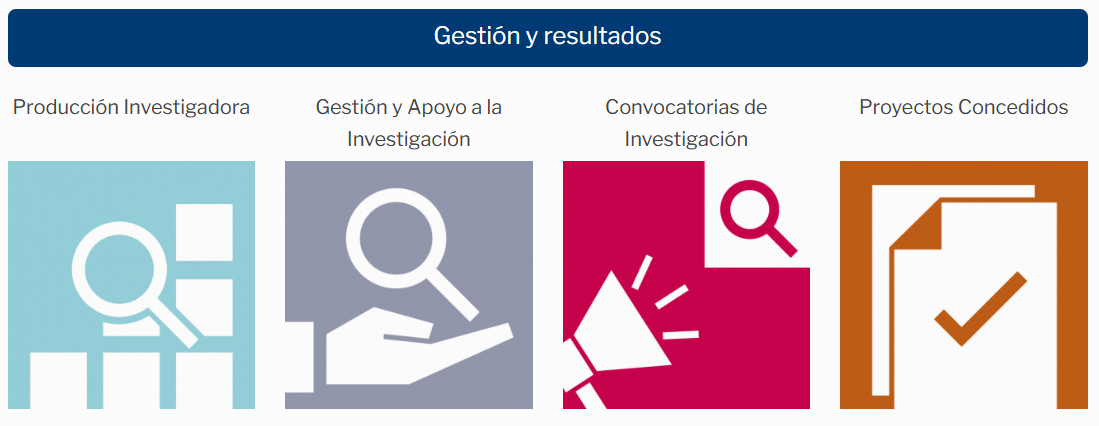 Gestión y resultados
Producción Investigadora
Gestión y Apoyo a la
Investigación
Convocatorias de
Investigación
Proyectos Concedidos